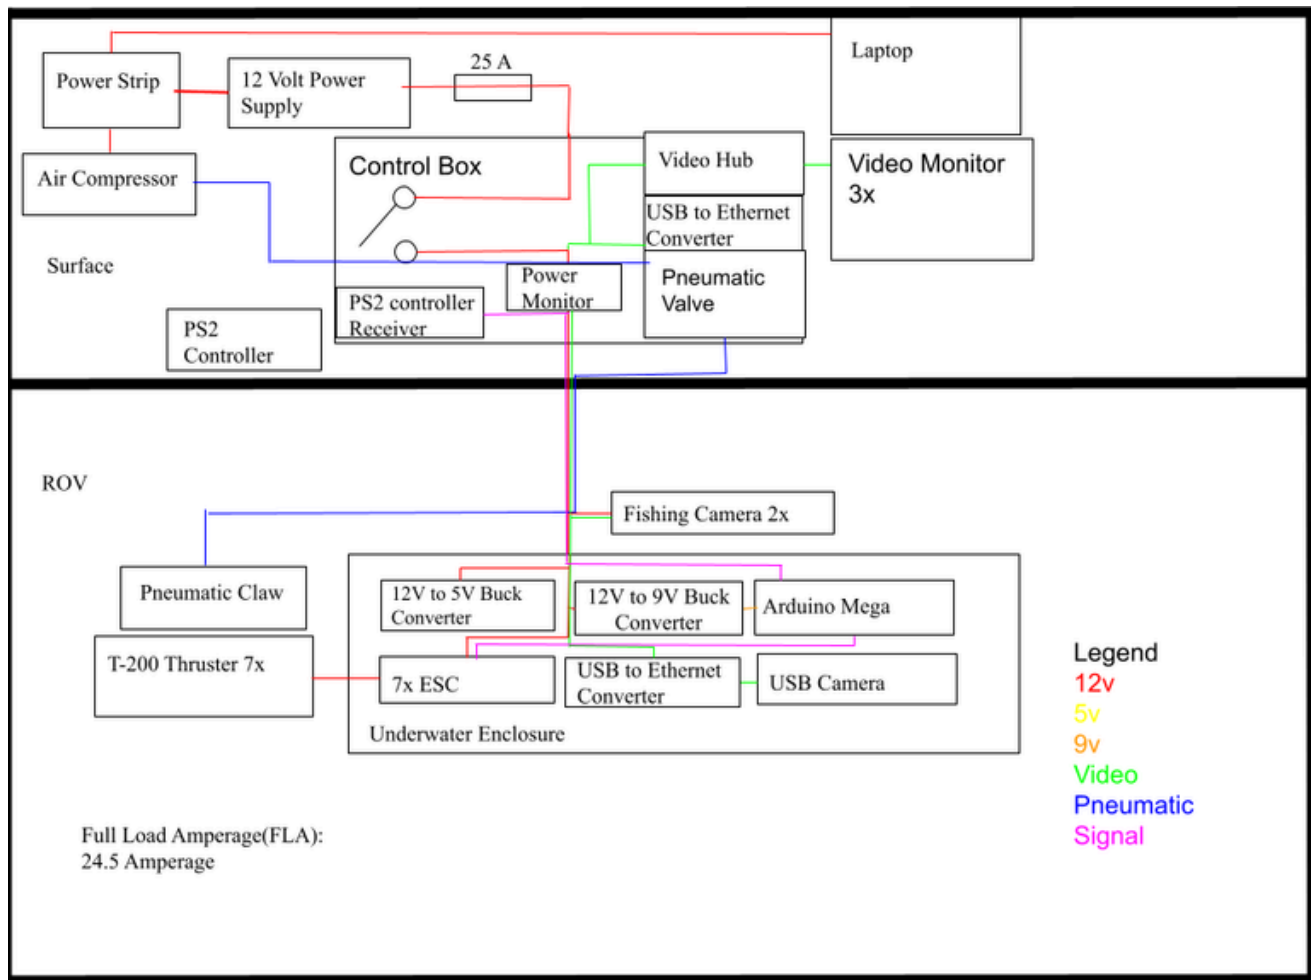 Laptop
25 A
Power Strip
12 Volt Power
Supply
Control Box
Video Hub
Video Monitor
3x
Air Compressor
USB to Ethernet
Converter
Surface
Power
Monitor
Pneumatic
Valve
PS2 controller
Receiver
PS2
Controller
ROV
Fishing Camera 2x
Pneumatic Claw
12V to 5V Buck
Converter
12V to 9V Buck
Converter
Arduino Mega
T-200 Thruster 7x
7x ESC
USB to Ethernet
Converter
USB Camera
Underwater Enclosure
Legend
12v
5v
9v
Video
Pneumatic
Signal
Full Load Amperage(FLA):
24.5 Amperage